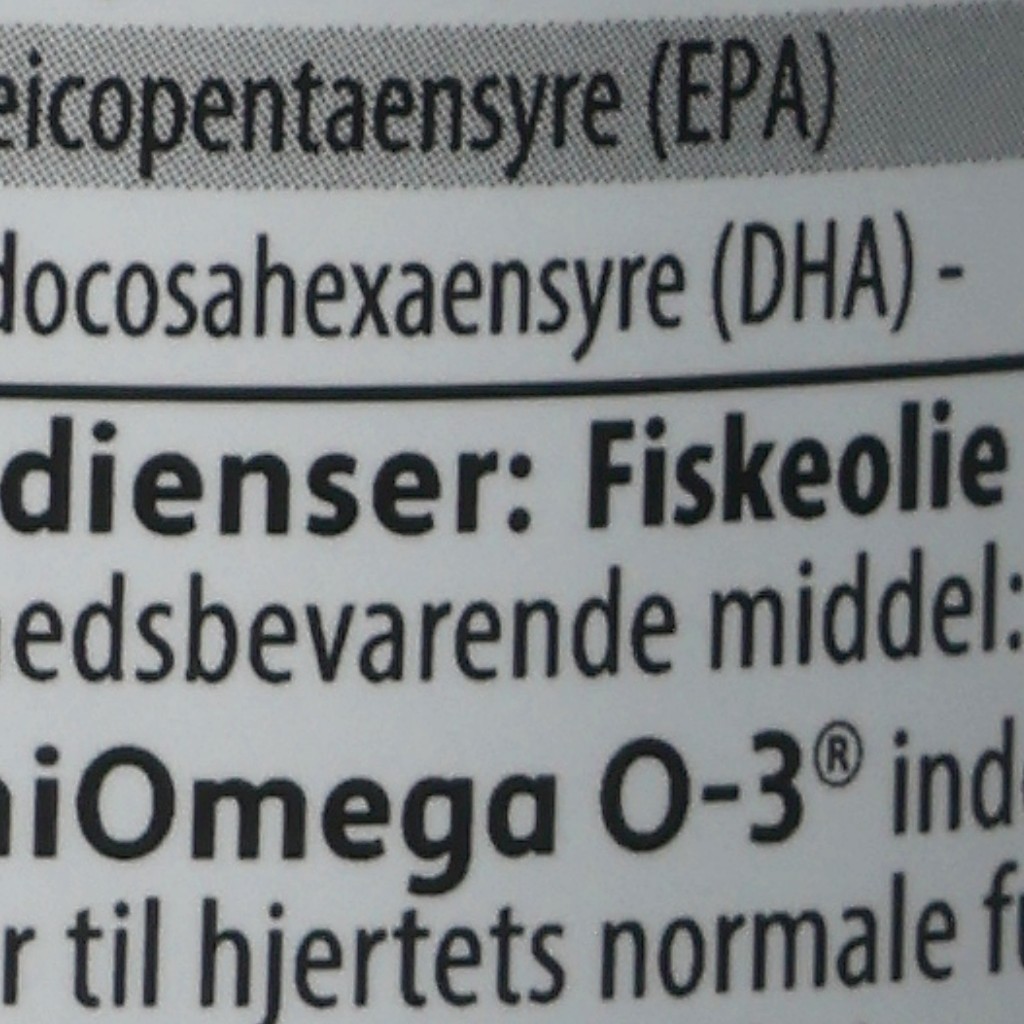 eicopentaensyre (EPA)
docosahexaensyre (DHA) -
dienser: Fiskeolie
edsbevarende middel:
iOmega O-3® ind
r til hjertets normale f